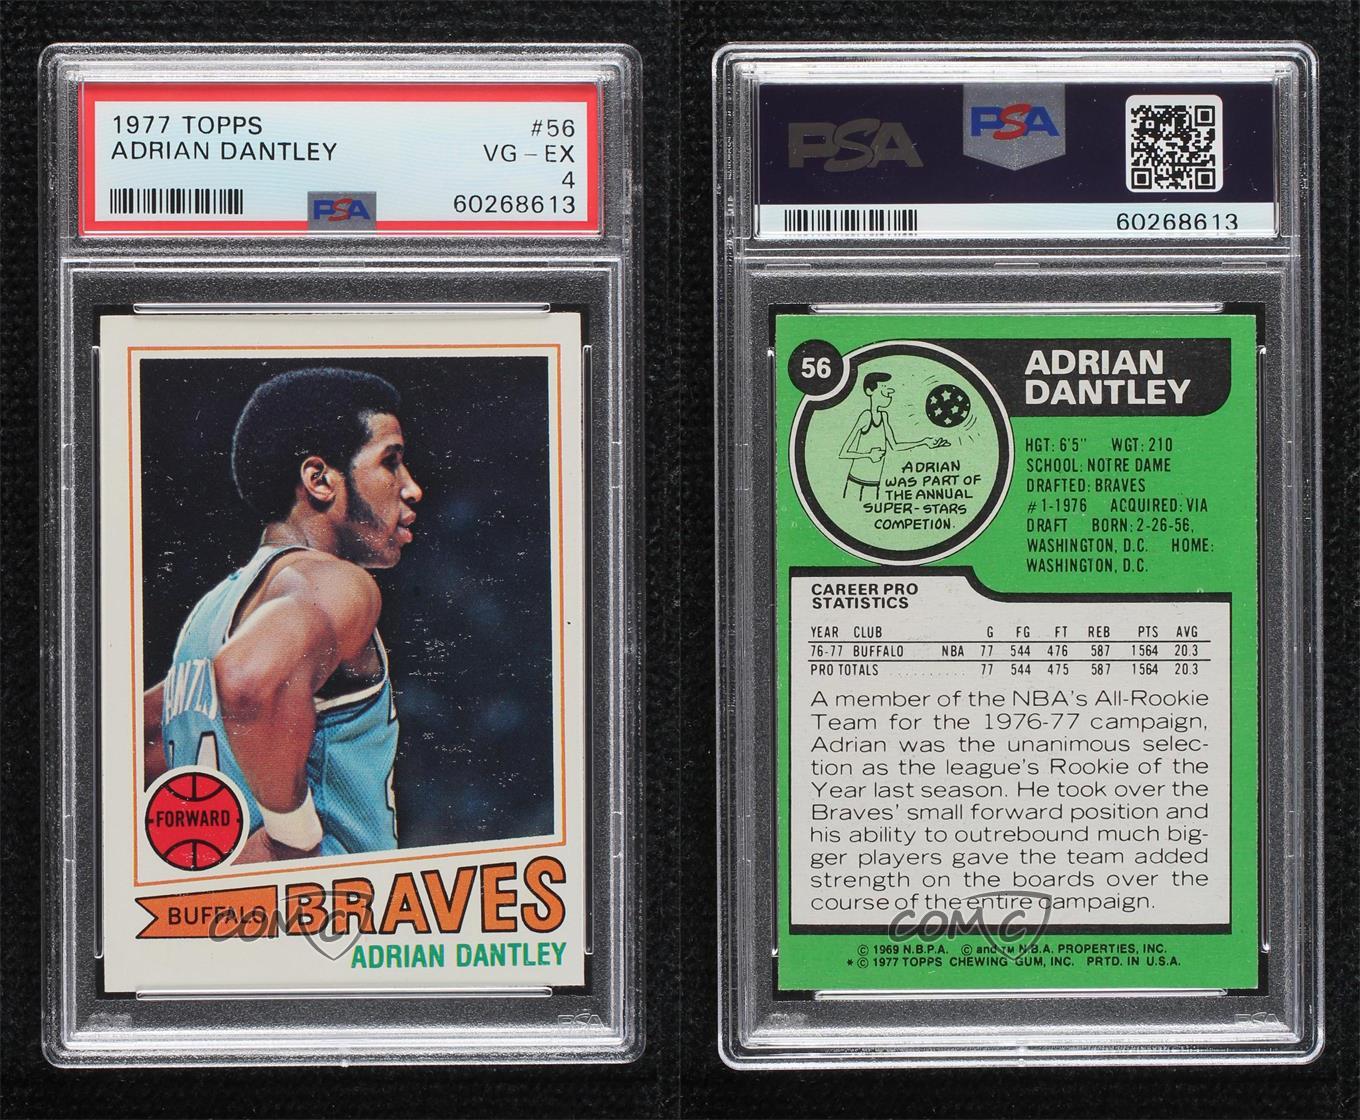 1977 TOPPS #56
ADRIAN DANTLEY VG - EX
4
PSA 60268613
FORWARD
BUFFALO BRAVES
ADRIAN DANTLEY
COMC
PSA
PSA PSA
60268613
56
ADRIAN
DANTLEY
ADRIAN
WAS PART OF
THE ANNUAL
SUPER-STARS
COMPETION.
HGT: 6'5" WGT: 210
SCHOOL: NOTRE DAME
DRAFTED: BRAVES
#1-1976 ACQUIRED: VIA
DRAFT BORN: 2-26-56,
WASHINGTON, D.C. HOME:
WASHINGTON, D.C.
CAREER PRO
STATISTICS
YEAR CLUB G FG FT REB PTS AVG
76-77 BUFFALO NBA 77 544 476 587 1564 20.3
PRO TOTALS .......... 77 544 475 587 1564 20.3
A member of the NBA's All-Rookie
Team for the 1976-77 campaign,
Adrian was the unanimous selec-
tion as the league's Rookie of the
Year last season. He took over the
Braves' small forward position and
his ability to outrebound much big-
ger players gave the team added
strength on the boards over the
course of the entire campaign.
COMC
© 1969 N.B.P.A. © and TM N.B.A. PROPERTIES, INC.
* © 1977 TOPPS CHEWING GUM, INC. PRTD. IN U.S.A.
PSA